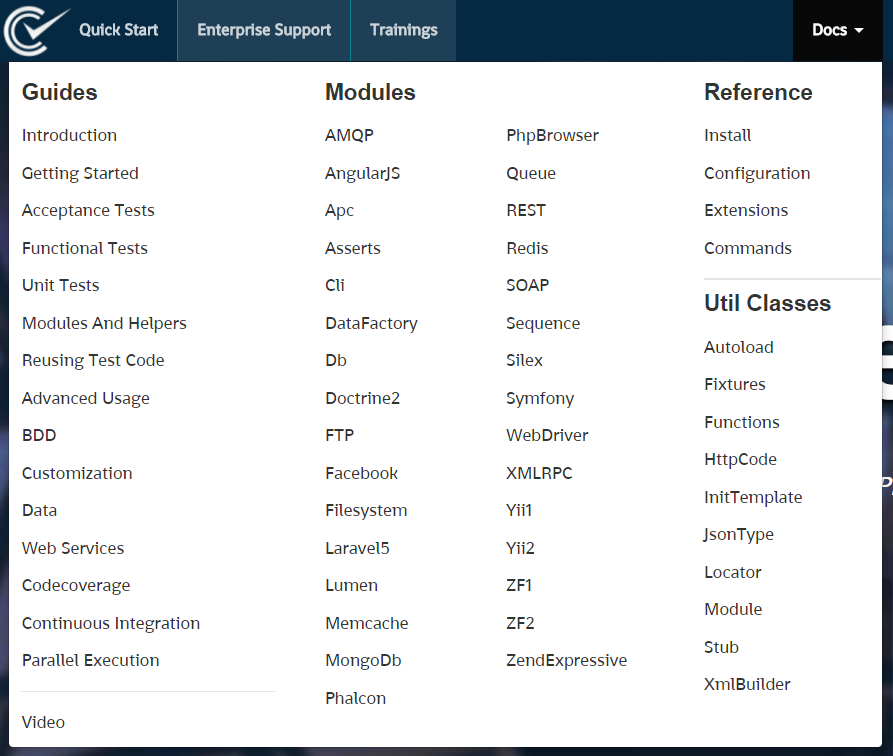 Quick Start
Enterprise Support
Trainings
Docs
Guides
Introduction
Getting Started
Acceptance Tests
Functional Tests
Unit Tests
Modules And Helpers
Reusing Test Code
Advanced Usage
BDD
Customization
Data
Web Services
Codecoverage
Continuous Integration
Parallel Execution
Video
Modules
AMQP
AngularJS
Apc
Asserts
Cli
DataFactory
Db
Doctrine2
FTP
Facebook
Filesystem
Laravel5
Lumen
Memcache
MongoDb
Phalcon
PhpBrowser
Queue
REST
Redis
SOAP
Sequence
Silex
Symfony
WebDriver
XMLRPC
Yii1
Yii2
ZF1
ZF2
ZendExpressive
Reference
Install
Configuration
Extensions
Commands
Util Classes
Autoload
Fixtures
Functions
HttpCode
InitTemplate
JsonType
Locator
Module
Stub
XmlBuilder